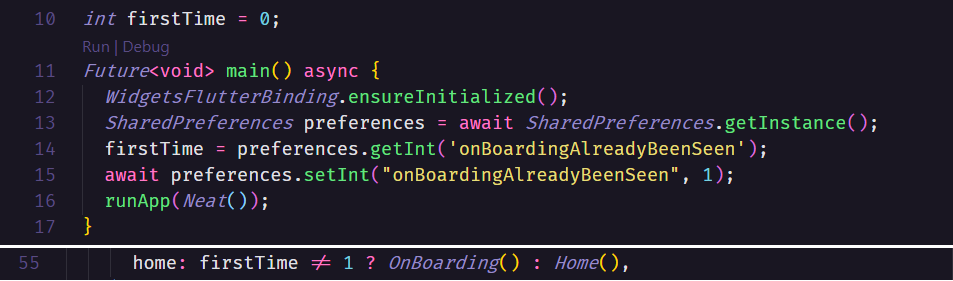 10 int firstTime = 0;
Run | Debug
11 Future<void> main() async {
12 WidgetsFlutterBinding.ensureInitialized();
13 SharedPreferences preferences = await SharedPreferences.getInstance();
14 firstTime = preferences.getInt('onBoardingAlreadyBeenSeen');
15 await preferences.setInt("onBoardingAlreadyBeenSeen", 1);
16 runApp(Neat());
17 }
55 home: firstTime ≠ 1 ? OnBoarding() : Home(),